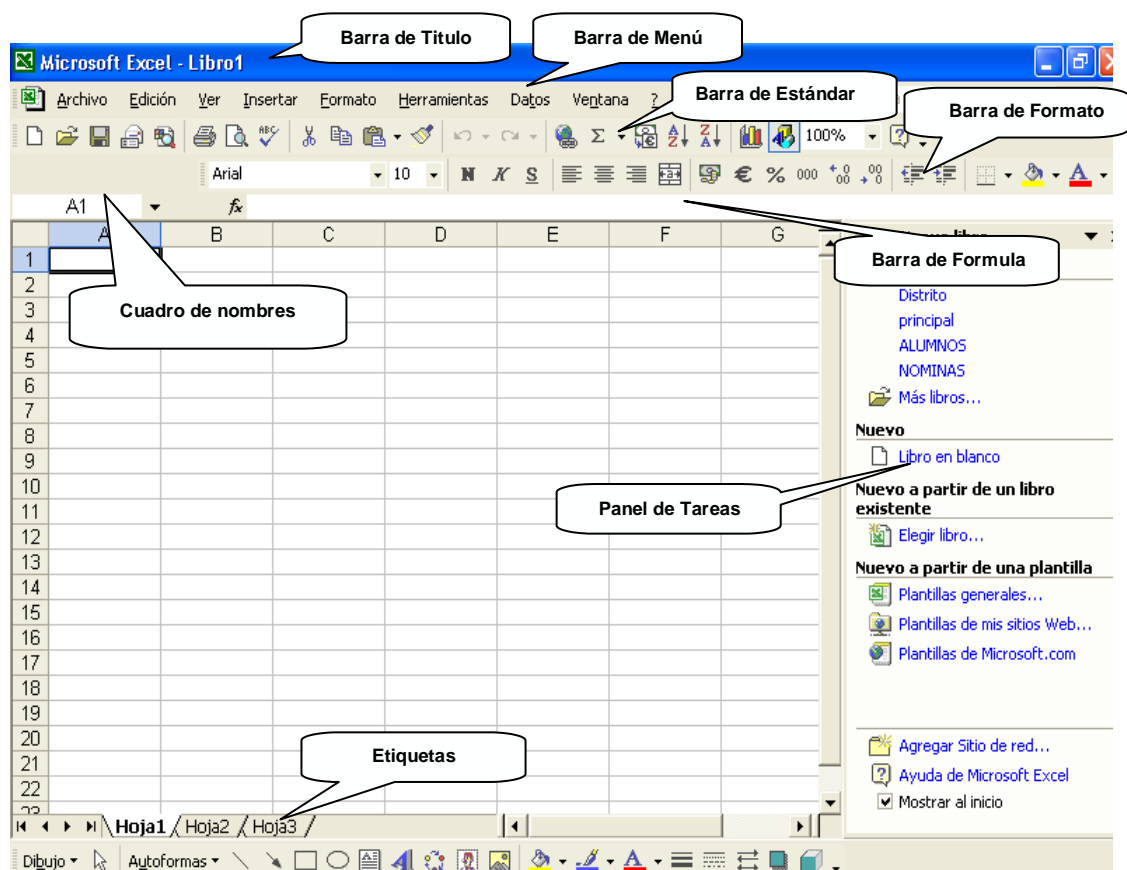 Barra de Titulo
Barra de Menú
Microsoft Excel - Libro1
Archivo Edición Ver Insertar Formato Herramientas Datos Ventana ?
Barra de Estándar
Barra de Formato
100%
Arial 10 N K S € % 000
A1 fx
A B C D E F G
Barra de Formula
1
2
Cuadro de nombres
Distrito
3
principal
4
ALUMNOS
5
NOMINAS
6
Más libros...
7
8
Nuevo
9
Libro en blanco
10
Nuevo a partir de un libro
existente
Panel de Tareas
11
12
Elegir libro...
13
Nuevo a partir de una plantilla
14
Plantillas generales...
15
Plantillas de mis sitios Web...
16
17
Plantillas de Microsoft.com
18
19
20
Agregar Sitio de red...
Etiquetas
21
Ayuda de Microsoft Excel
22
Mostrar al inicio
23
Hoja1 Hoja2 Hoja3
Dibujo Autoformas